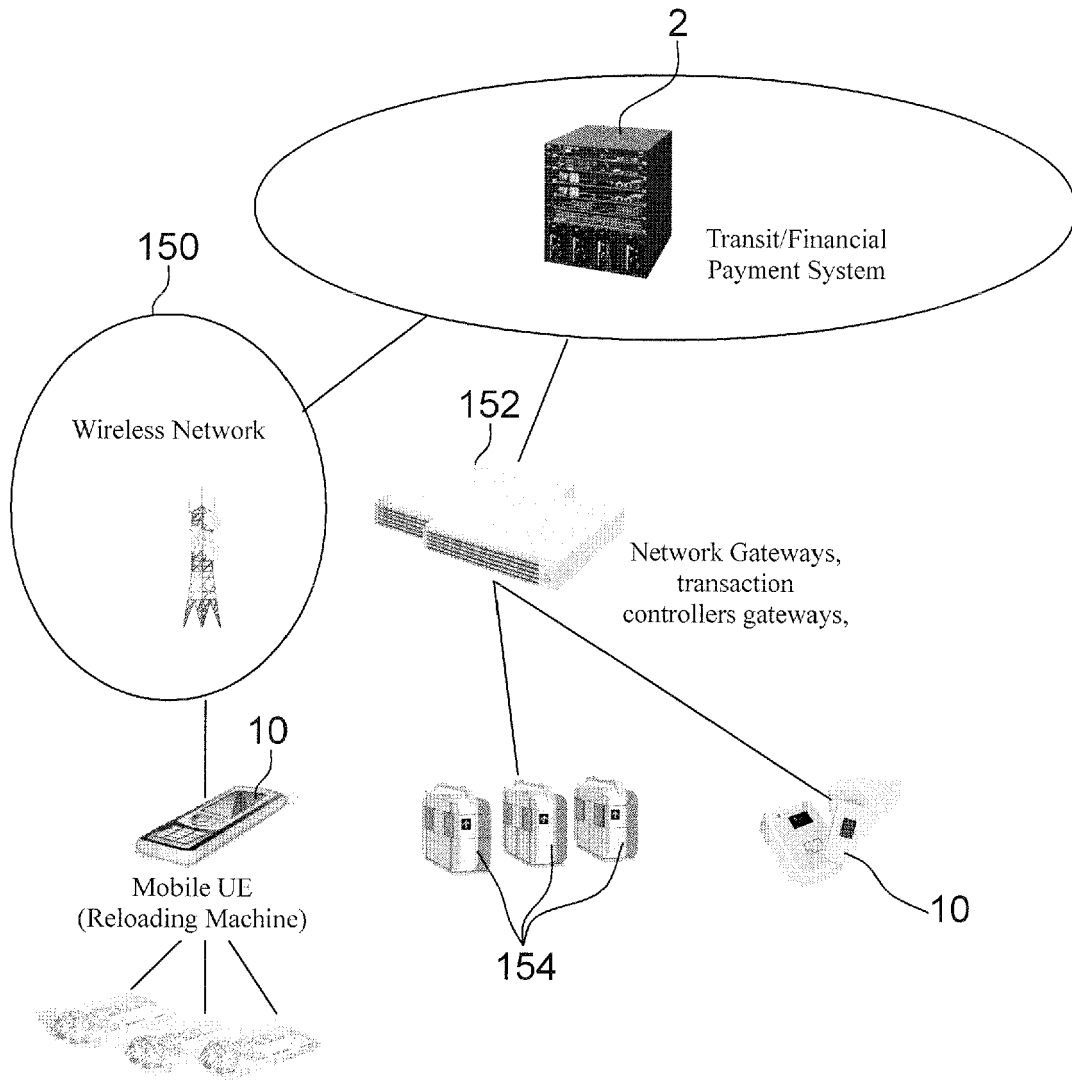 2
Transit/Financial
Payment System
150
Wireless Network
152
Network Gateways,
transaction
controllers gateways,
10
Mobile UE
(Reloading Machine)
154
10